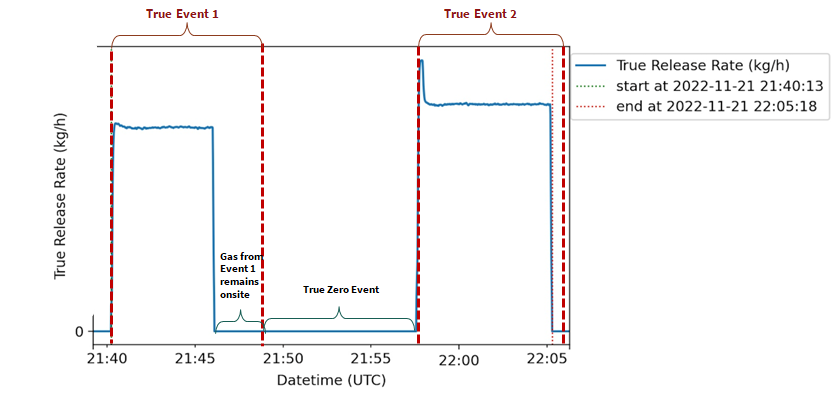 True Event 1
True Event 2
True Release Rate (kg/h)
start at 2022-11-21 21:40:13
end at 2022-11-21 22:05:18
True Release Rate (kg/h)
Gas from
Event 1
remains
onsite
True Zero Event
0
21:40
21:45
21:50
21:55
22:00
22:05
Datetime (UTC)